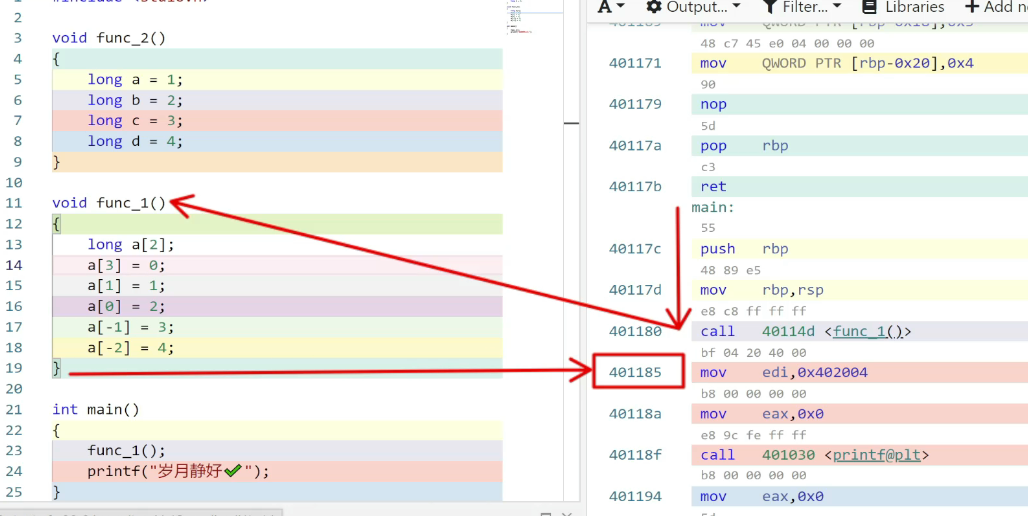 1 #include <stdio.h>
2
3 void func_2()
4 {
5 long a = 1;
6 long b = 2;
7 long c = 3;
8 long d = 4;
9 }
10
11 void func_1()
12 {
13 long a[2];
14 a[3] = 0;
15 a[1] = 1;
16 a[0] = 2;
17 a[-1] = 3;
18 a[-2] = 4;
19 }
20
21 int main()
22 {
23 func_1();
24 printf("岁月静好✔");
25 }
A Output... Filter... Libraries + Add
48 c7 45 e0 04 00 00 00
401171 mov QWORD PTR [rbp-0x20],0x4
90
401179 nop
5d
40117a pop rbp
c3
40117b ret
main:
55
40117c push rbp
48 89 e5
40117d mov rbp,rsp
e8 c8 ff ff ff
401180 call 40114d <func_1()>
bf 04 20 40 00
401185 mov edi,0x402004
b8 00 00 00 00
40118a mov eax,0x0
e8 9c fe ff ff
40118f call 401030 <printf@plt>
b8 00 00 00 00
401194 mov eax,0x0